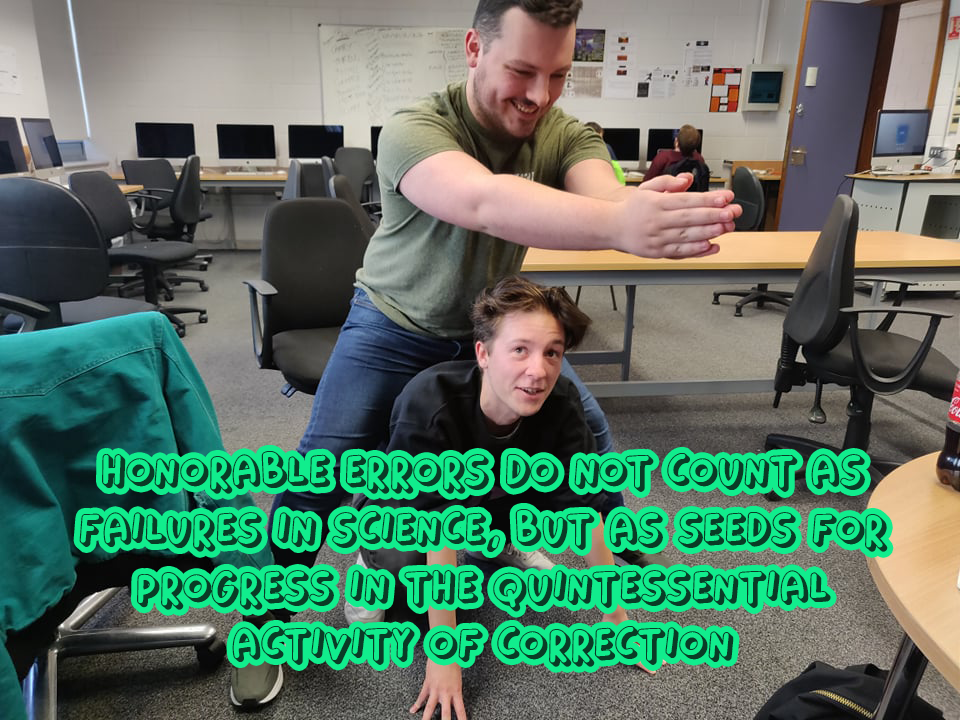 HONORABLE ERRORS DO NOT COUNT AS
FAILURES IN SCIENCE, BUT AS SEEDS FOR
PROGRESS IN THE QUINTESSENTIAL
ACTIVITY OF CORRECTION